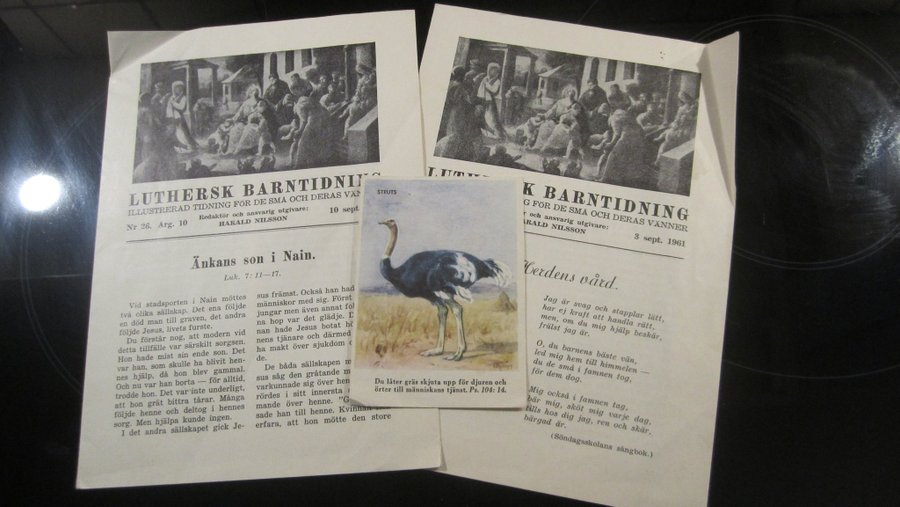 LUTHERSK BARNTIDNING
ILLUSTRERAD TIDNING FÖR DE SMÅ OCH DERAS VÄN
Redaktör och ansvarig utgivare:
Nr 26. Årg. 10 HARALD NILSSON 10 sept.
Änkans son i Nain.
Luk. 7: 11—17.
Vid stadsporten i Nain möttes
två olika sällskap. Det ena följde
en död man till graven, det andra
följde Jesus, livets furste.
Du förstår nog, att modern vid
detta tillfälle var särskilt sorgsen.
Hon hade mist sin ende son. Det
var han, som skulle ha blivit hen-
nes hjälp, då hon blev gammal.
Och nu var han borta — för alltid,
trodde hon. Det var inte underligt,
att hon grät bittra tårar. Många
följde henne och deltog i hennes
sorg. Men hjälpa kunde ingen.
I det andra sällskapet gick Je-
sus främst. Också han had
människor med sig. Först
jungar men även annat fol
na hop var det glädje. D
nan hade Jesus botat
nens tjänare och därmed
ha makt över sjukdom
De båda sällskapen m
sus såg den gråtande m
varkunnade sig över hen
rördes i sitt innersta
mande över henne.
sade han till henne. Kvinnan
erfara, att hon mötte den store
STRUTS
Du låter gräs skjuta upp för djuren och
örter till människans tjänst. Ps. 104: 14.
K BARNTIDNING
NG FÖR DE SMÅ OCH DERAS VÄNNER
och ansvarig utgivare:
HARALD NILSSON 3 sept. 1961
Herdens vård.
Jag är svag och stapplar lätt,
har ej kraft att handla rätt,
men, om du mig hjälp beskär,
frälst jag är.
O, du barnens bäste vän,
led mig hem till himmelen —
du de små i famnen tog,
för dem dog.
Mig också i famnen tag,
bär mig, sköt mig varje dag,
tills hos dig jag, ren och skär,
bärgad är.
(Söndagsskolans sångbok.)